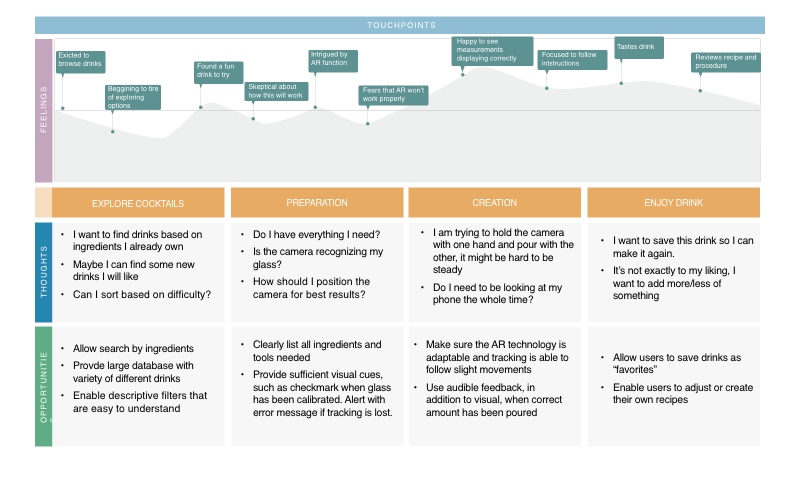 TOUCHPOINTS
FEELINGS
Exicted to
browse drinks
Beggining to tire
of exploring
options
Found a fun
drink to try
Skeptical about
how this will work
Intrigued by
AR function
Fears that AR won't
work properly
Happy to see
measurements
displaying correctly
Focused to follow
intstructions
Tastes drink
Reviews recipe and
procedure
EXPLORE COCKTAILS
PREPARATION
CREATION
ENJOY DRINK
THOUGHTS
• I want to find drinks based on
ingredients I already own
• Maybe I can find some new
drinks I will like
• Can I sort based on difficulty?
• Do I have everything I need?
• Is the camera recognizing my
glass?
• How should I position the
camera for best results?
• I am trying to hold the camera
with one hand and pour with the
other, it might be hard to be
steady
• Do I need to be looking at my
phone the whole time?
• I want to save this drink so I can
make it again.
• It's not exactly to my liking, I
want to add more/less of
something
OPPORTUNITIE
S
• Allow search by ingredients
• Provde large database with
variety of different drinks
• Enable descriptive filters that
are easy to understand
• Clearly list all ingredients and
tools needed
• Provide sufficient visual cues,
such as checkmark when glass
has been calibrated. Alert with
error message if tracking is lost.
• Make sure the AR technology is
adaptable and tracking is able to
follow slight movements
• Use audible feedback, in
addition to visual, when correct
amount has been poured
• Allow users to save drinks as
“favorites”
• Enable users to adjust or create
their own recipes